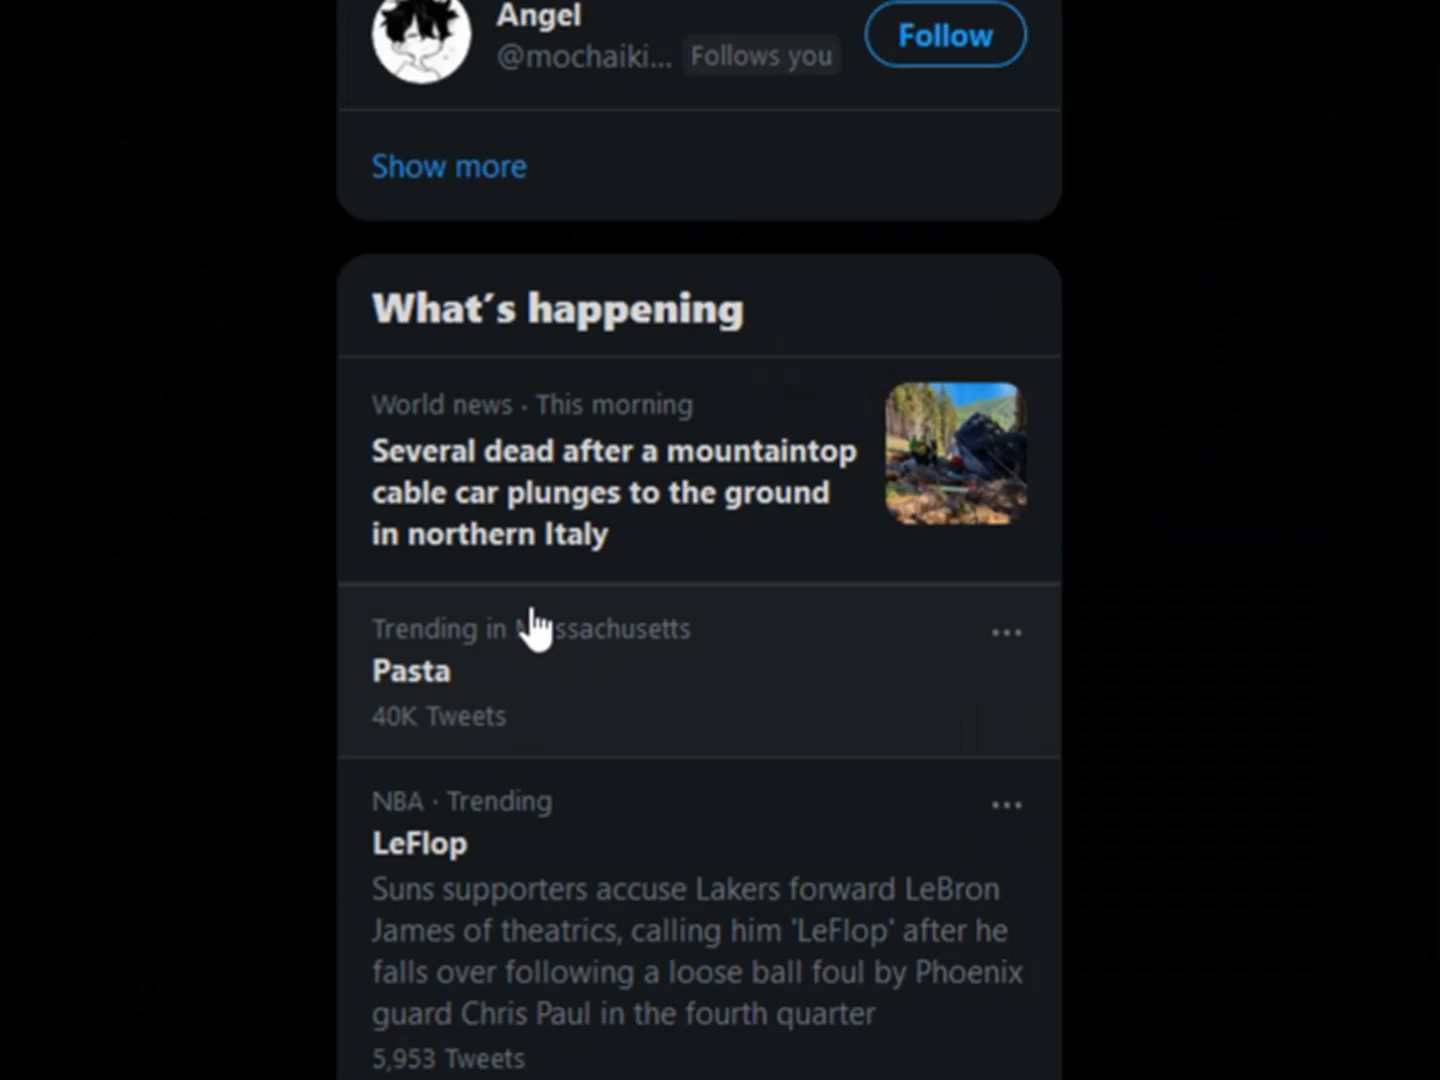 Angel
@mochaiki... Follows you
Follow
Show more
What's happening
World news · This morning
Several dead after a mountaintop
cable car plunges to the ground
in northern Italy
Trending in ssachusetts
Pasta
40K Tweets
NBA · Trending
LeFlop
Suns supporters accuse Lakers forward LeBron
James of theatrics, calling him 'LeFlop' after he
falls over following a loose ball foul by Phoenix
guard Chris Paul in the fourth quarter
5,953 Tweets